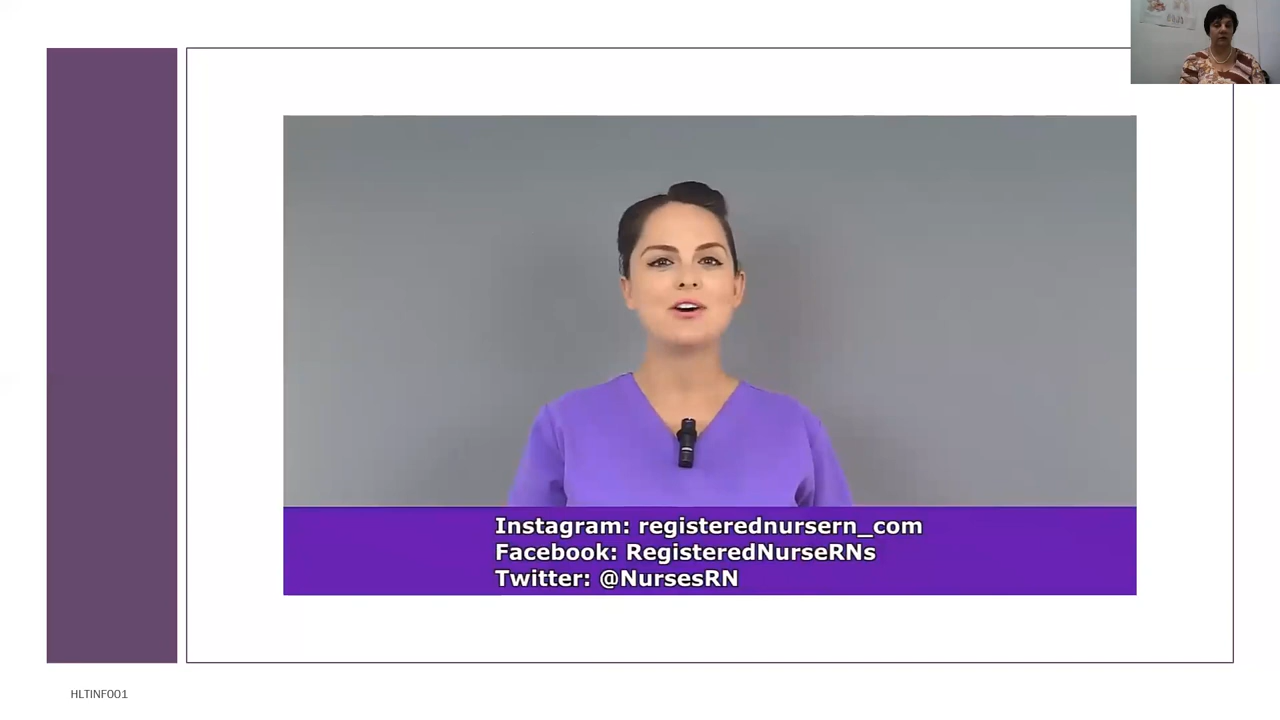 Instagram: registerednursern_com
Facebook: RegisteredNurseRNs
Twitter: @NursesRN
HLTINF001